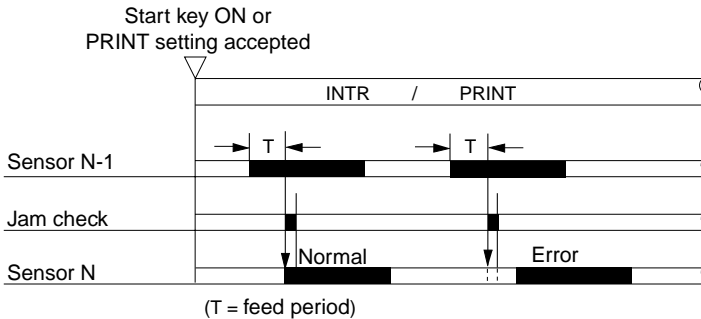 Start key ON or
PRINT setting accepted
INTR / PRINT
T T
Sensor N-1
Jam check
Normal Error
Sensor N
(T = feed period)